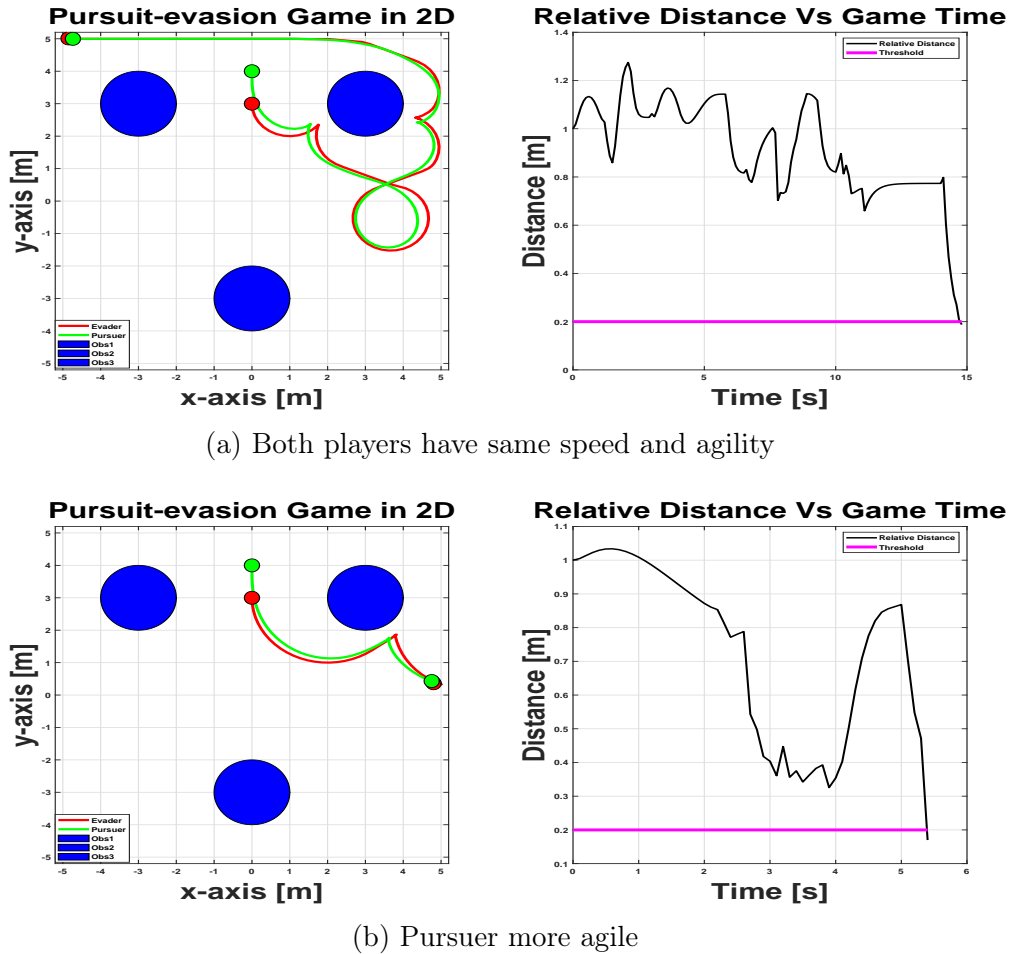 Pursuit-evasion Game in 2D
5
4
3
2
1
0
-1
-2
-3
-4
-5
y-axis [m]
Evader
Pursuer
Obs1
Obs2
Obs3
-5 -4 -3 -2 -1 0 1 2 3 4 5
x-axis [m]
Relative Distance Vs Game Time
1.4
1.2
1
0.8
0.6
0.4
0.2
0
Distance [m]
Relative Distance
Threshold
0 5 10 15
Time [s]
(a) Both players have same speed and agility
Pursuit-evasion Game in 2D
5
4
3
2
1
0
-1
-2
-3
-4
-5
y-axis [m]
Evader
Pursuer
Obs1
Obs2
Obs3
-5 -4 -3 -2 -1 0 1 2 3 4 5
x-axis [m]
Relative Distance Vs Game Time
1.1
1
0.9
0.8
0.7
0.6
0.5
0.4
0.3
0.2
0.1
Distance [m]
Relative Distance
Threshold
0 1 2 3 4 5 6
Time [s]
(b) Pursuer more agile